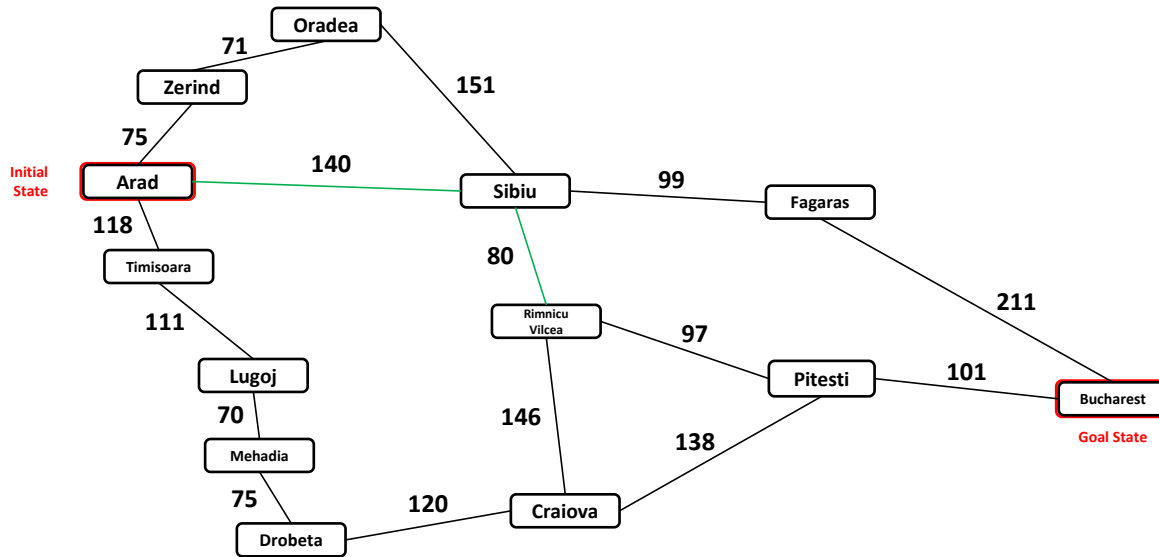 Oradea
71
Zerind
151
75
Initial
State
Arad
140
Sibiu
99
Fagaras
118
80
Timisoara
211
111
Rimnicu
Vilcea
97
Lugoj
Pitesti
101
Bucharest
70
146
138
Goal State
Mehadia
75
120
Craiova
Drobeta